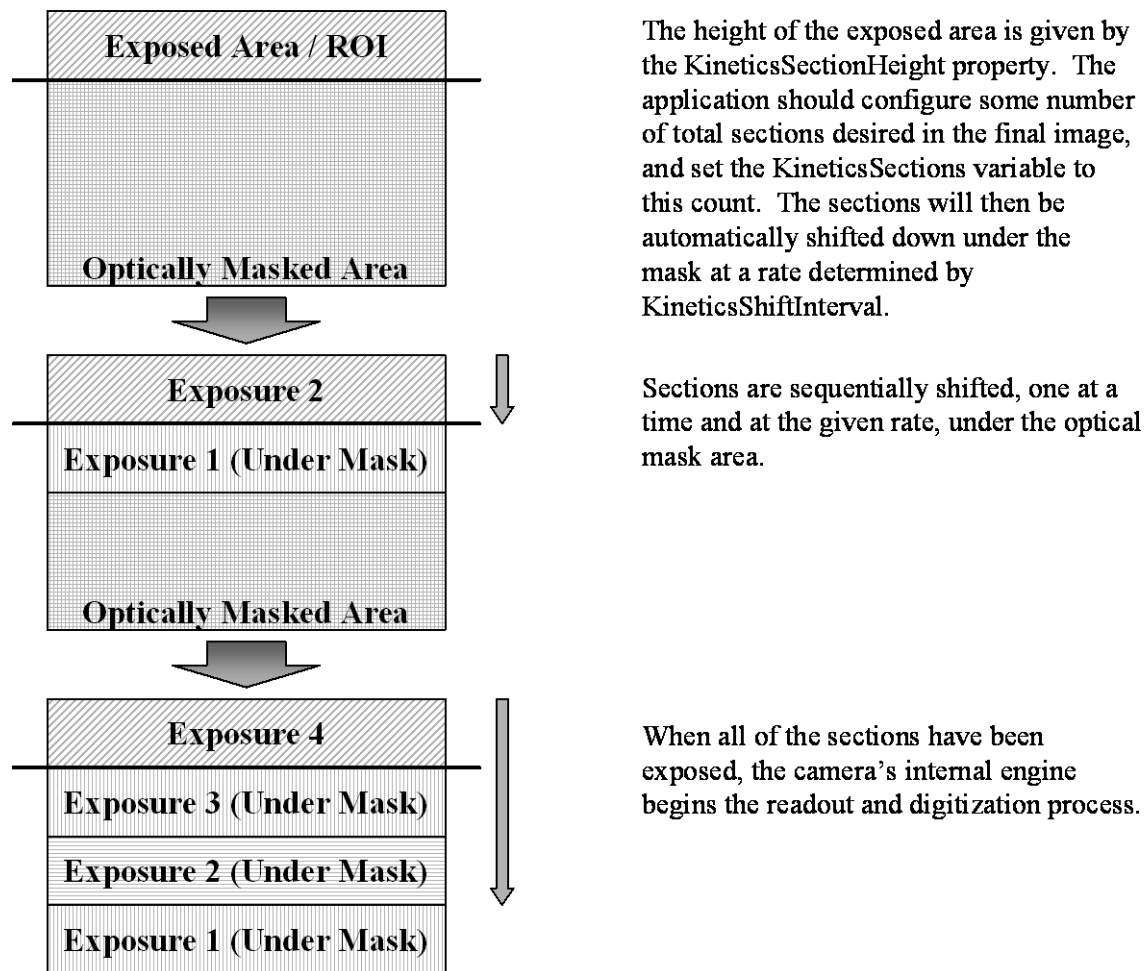 Exposed Area / ROI
The height of the exposed area is given by
the KineticsSectionHeight property.  The
application should configure some number
of total sections desired in the final image,
and set the KineticsSections variable to
this count.  The sections will then be
automatically shifted down under the
mask at a rate determined by
KineticsShiftInterval.
Optically Masked Area
Exposure 2
Exposure 1 (Under Mask)
Sections are sequentially shifted, one at a
time and at the given rate, under the optical
mask area.
Optically Masked Area
Exposure 4
Exposure 3 (Under Mask)
Exposure 2 (Under Mask)
Exposure 1 (Under Mask)
When all of the sections have been
exposed, the camera’s internal engine
begins the readout and digitization process.